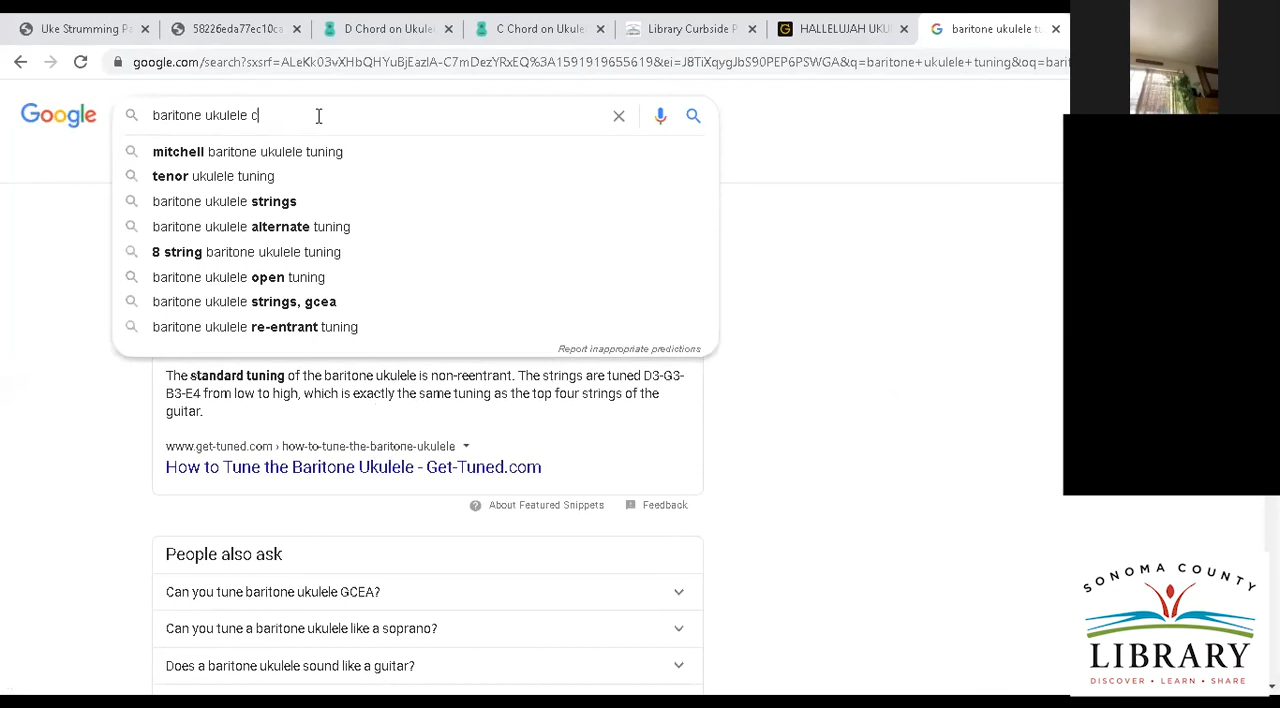 Uke Strumming Pa
58226eda77ec10ca
D Chord on Ukule
C Chord on Ukule
Library Curbside P
HALLELUJAH UKU
baritone ukulele tu
google.com/search?sxsrf=ALeKk03vXHbQHYuBjEazIA-C7mDezYRxEQ%3A1591919655619&ei=J8TiXqygJbS90PEP6PSWGA&q=baritone+ukulele+tuning&oq=bari
Google
baritone ukulele c
mitchell baritone ukulele tuning
tenor ukulele tuning
baritone ukulele strings
baritone ukulele alternate tuning
8 string baritone ukulele tuning
baritone ukulele open tuning
baritone ukulele strings, gcea
baritone ukulele re-entrant tuning
Report inappropriate predictions
The standard tuning of the baritone ukulele is non-reentrant. The strings are tuned D3-G3-
B3-E4 from low to high, which is exactly the same tuning as the top four strings of the
guitar.
www.get-tuned.com › how-to-tune-the-baritone-ukulele
How to Tune the Baritone Ukulele - Get-Tuned.com
About Featured Snippets
Feedback
People also ask
Can you tune baritone ukulele GCEA?
Can you tune a baritone ukulele like a soprano?
Does a baritone ukulele sound like a guitar?
SONOMA COUNTY
LIBRARY
DISCOVER • LEARN • SHARE